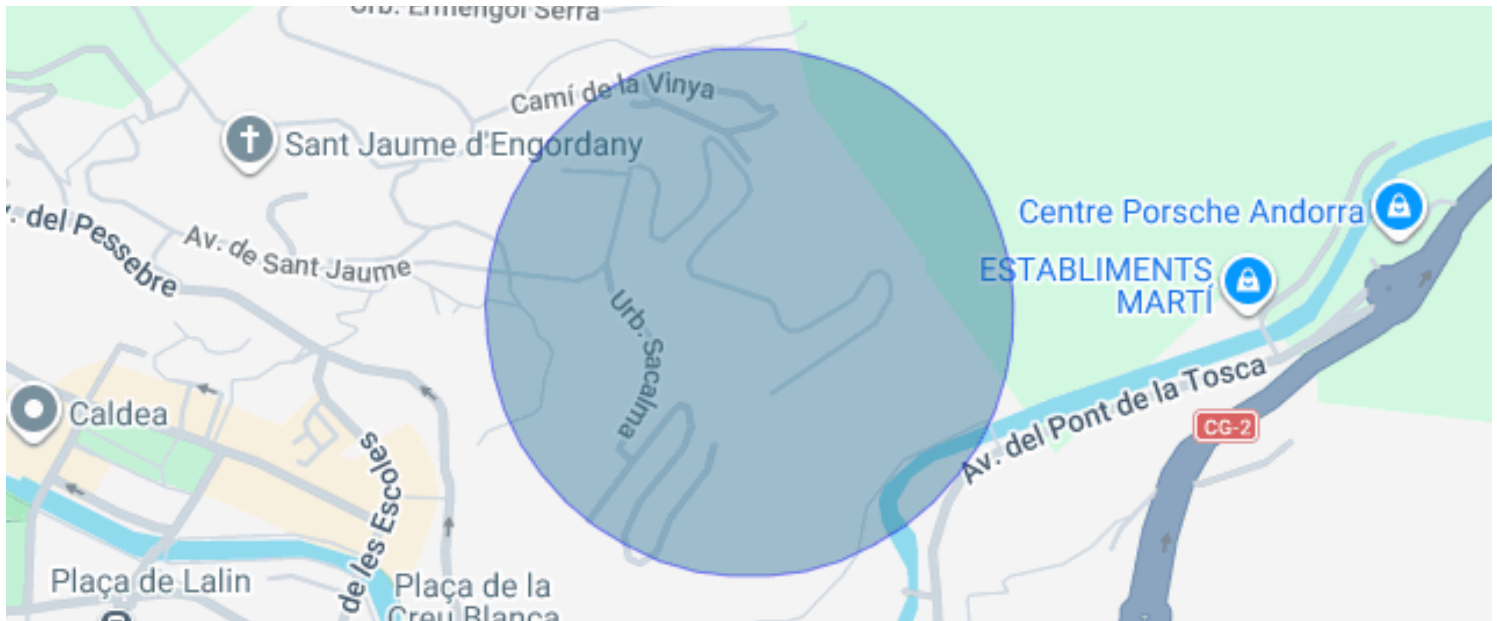 Urb. Ermengol Serra
Camí de la Vinya
Sant Jaume d'Engordany
Av. del Pessebre
Av. de Sant Jaume
Centre Porsche Andorra
ESTABLIMENTS
MARTÍ
Urb. Sacalma
Av. del Pont de la Tosca
CG-2
Caldea
de les Escoles
Plaça de Lalin
Plaça de la
Creu Blanca